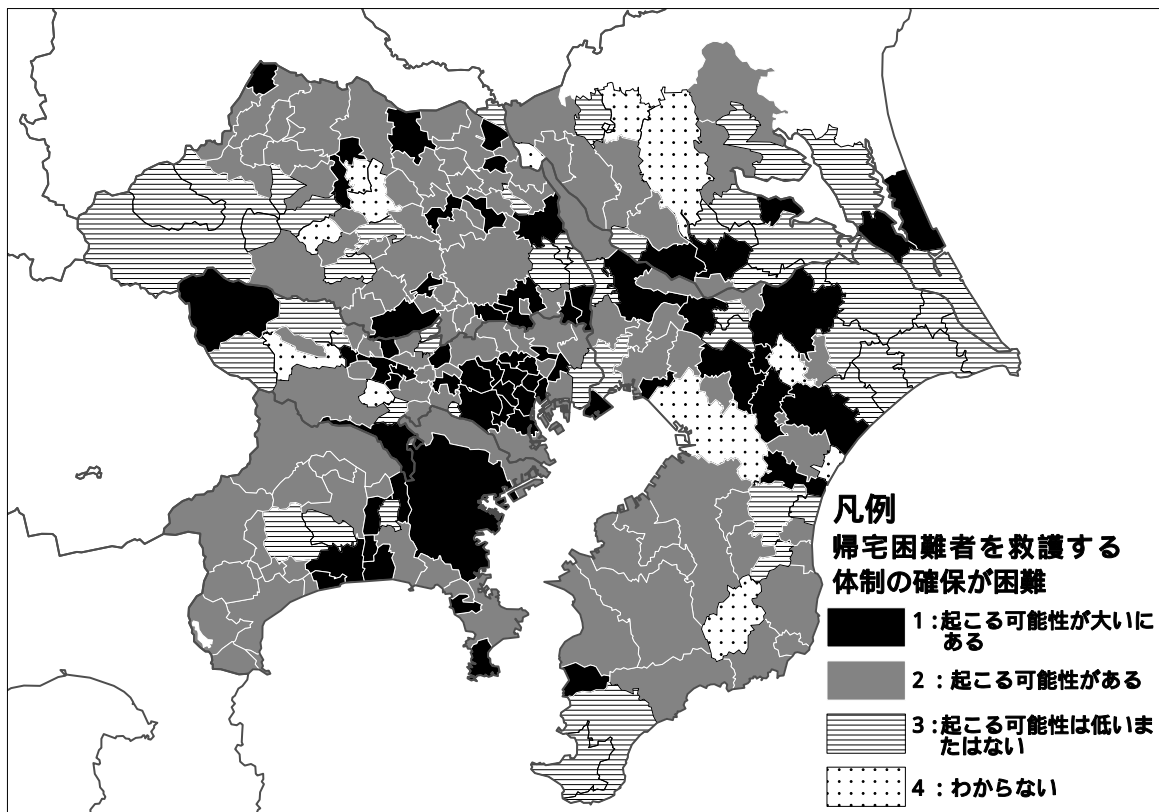 凡例
帰宅困難者を救護する
体制の確保が困難
1:起こる可能性が大いに
ある
2:起こる可能性がある
3:起こる可能性は低いま
たはない
4:わからない